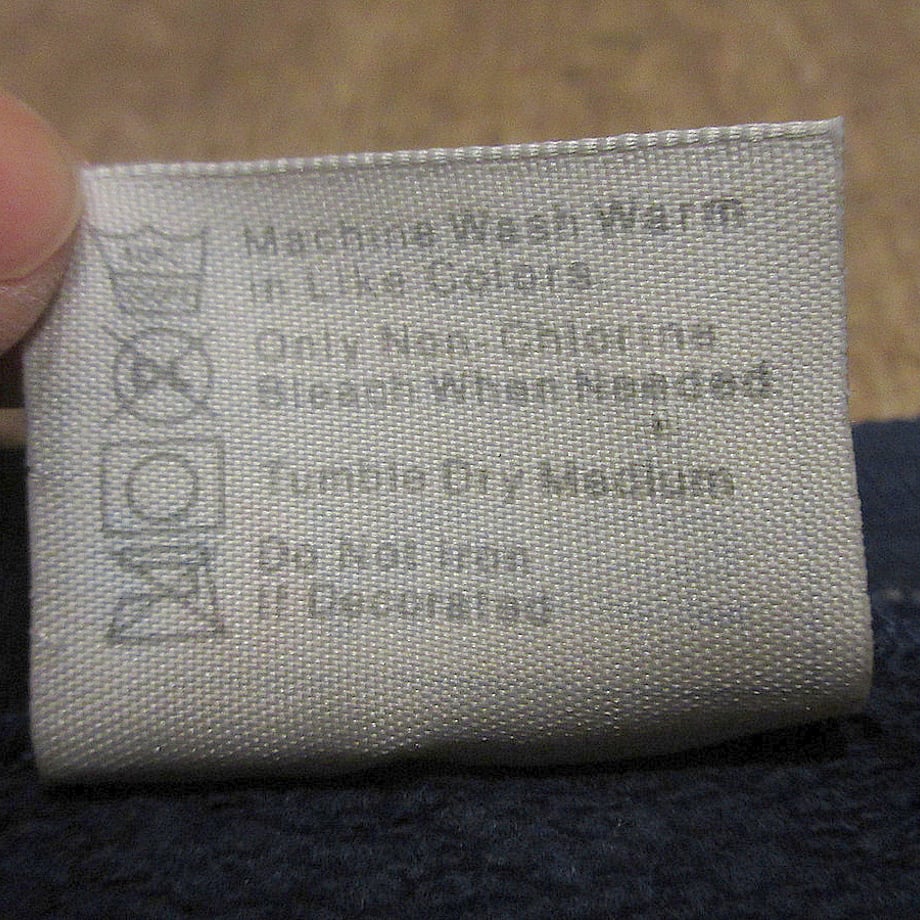 Machine Wash Warm
In Like Colors
Only Non-Chlorine
Bleach When Needed
Tumble Dry Medium
Do Not Iron
If Decorated